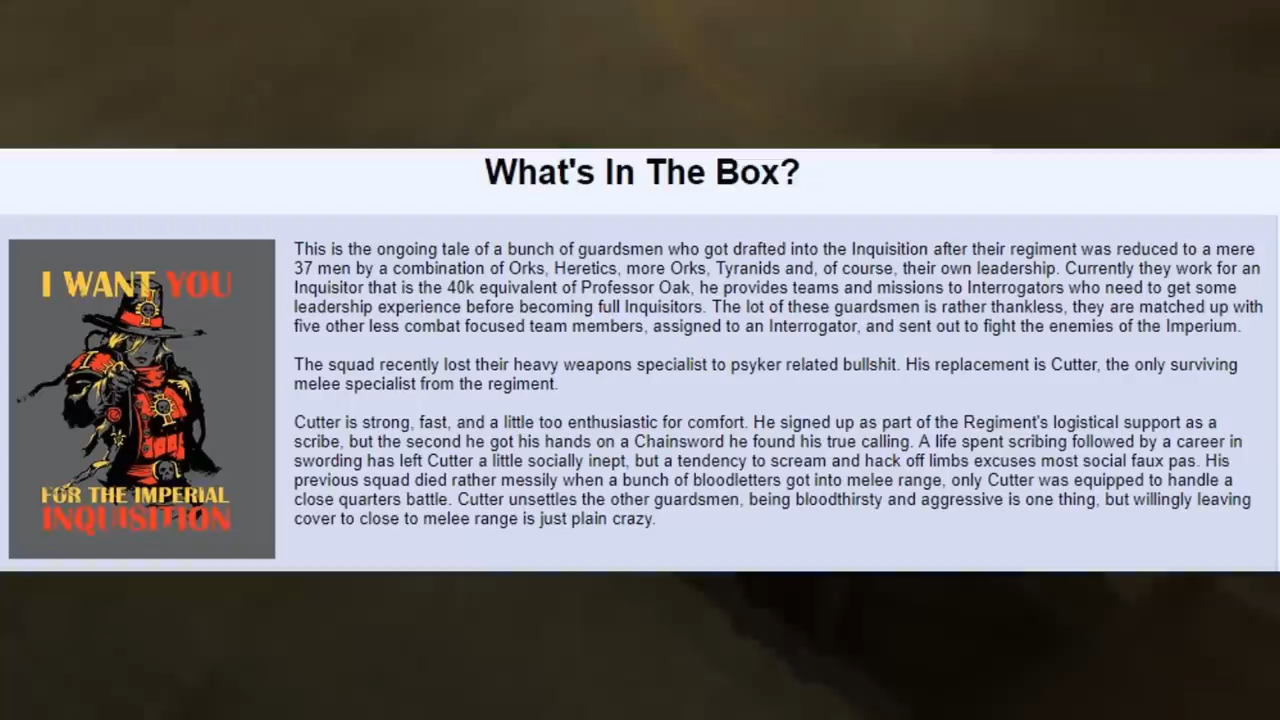 What's In The Box?
I WANT YOU
FOR THE IMPERIAL
INQUISITION
This is the ongoing tale of a bunch of guardsmen who got drafted into the Inquisition after their regiment was reduced to a mere
37 men by a combination of Orks, Heretics, more Orks, Tyranids and, of course, their own leadership. Currently they work for an
Inquisitor that is the 40k equivalent of Professor Oak, he provides teams and missions to Interrogators who need to get some
leadership experience before becoming full Inquisitors. The lot of these guardsmen is rather thankless, they are matched up with
five other less combat focused team members, assigned to an Interrogator, and sent out to fight the enemies of the Imperium.
The squad recently lost their heavy weapons specialist to psyker related bullshit. His replacement is Cutter, the only surviving
melee specialist from the regiment.
Cutter is strong, fast, and a little too enthusiastic for comfort. He signed up as part of the Regiment's logistical support as a
scribe, but the second he got his hands on a Chainsword he found his true calling. A life spent scribing followed by a career in
swording has left Cutter a little socially inept, but a tendency to scream and hack off limbs excuses most social faux pas. His
previous squad died rather messily when a bunch of bloodletters got into melee range, only Cutter was equipped to handle a
close quarters battle. Cutter unsettles the other guardsmen, being bloodthirsty and aggressive is one thing, but willingly leaving
cover to close to melee range is just plain crazy.